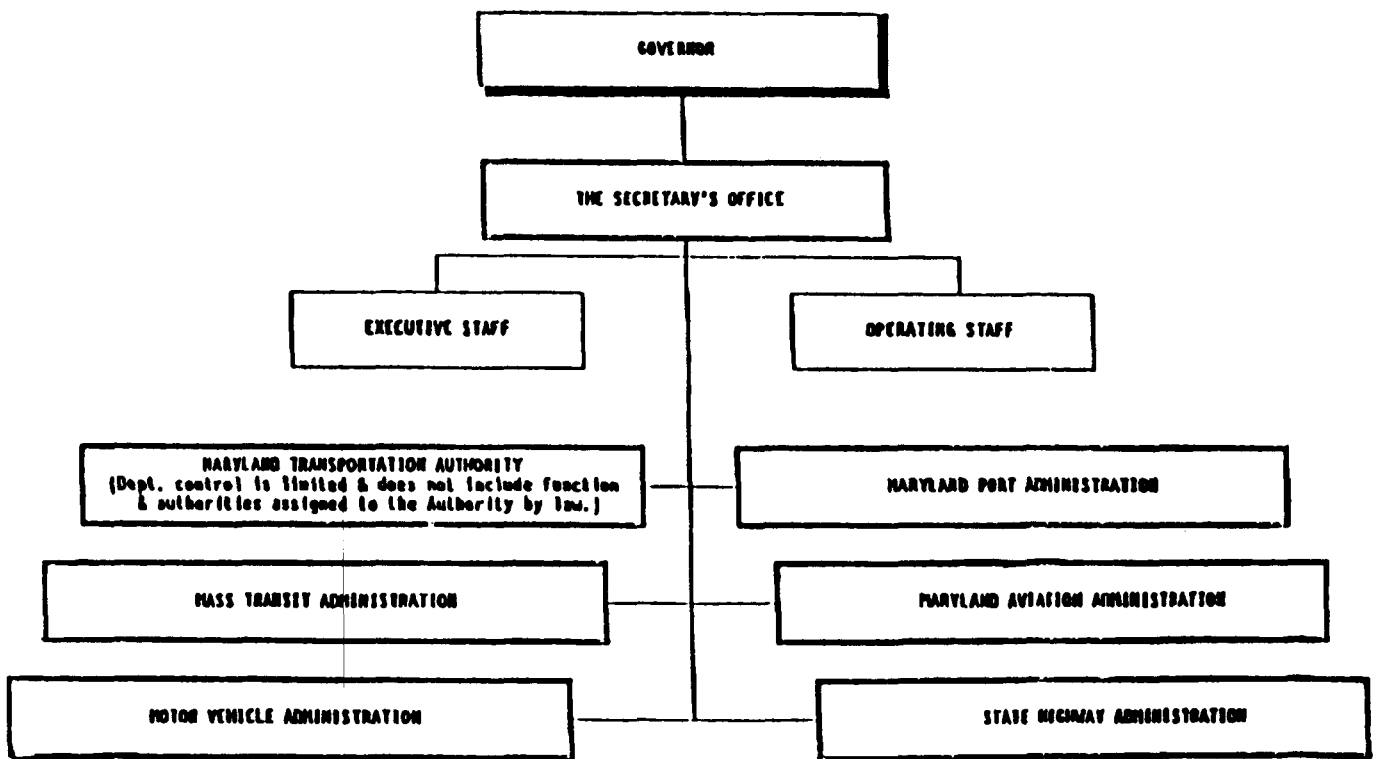 GOVERNOR
THE SECRETARY'S OFFICE
EXECUTIVE STAFF
OPERATING STAFF
MARYLAND TRANSPORTATION AUTHORITY
(Dept. control is limited & does not include function
& authorities assigned to the Authority by law.)
MARYLAND PORT ADMINISTRATION
MASS TRANSIT ADMINISTRATION
MARYLAND AVIATION ADMINISTRATION
MOTOR VEHICLE ADMINISTRATION
STATE HIGHWAY ADMINISTRATION